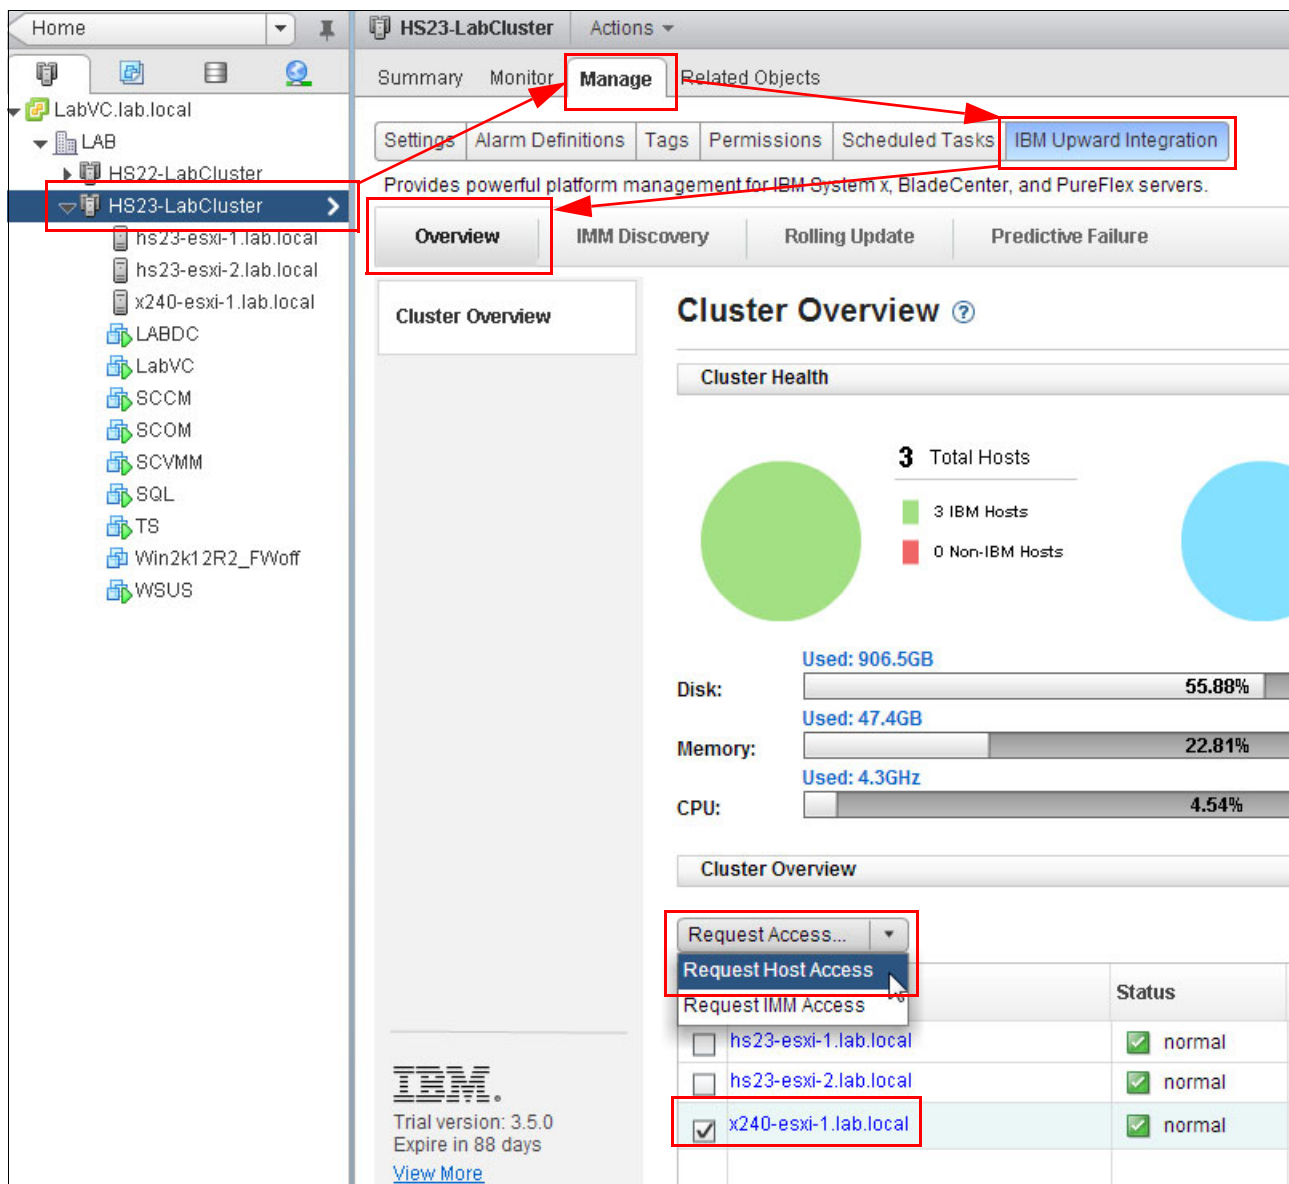 Home
HS23-LabCluster
Actions
Summary
Monitor
Manage
Related Objects
LabVC.lab.local
LAB
HS22-LabCluster
HS23-LabCluster
hs23-esxi-1.lab.local
hs23-esxi-2.lab.local
x240-esxi-1.lab.local
LABDC
LabVC
SCCM
SCOM
SCVMM
SQL
TS
Win2k12R2_FWoff
WSUS
Settings
Alarm Definitions
Tags
Permissions
Scheduled Tasks
IBM Upward Integration
Provides powerful platform management for IBM System x, BladeCenter, and PureFlex servers.
Overview
IMM Discovery
Rolling Update
Predictive Failure
Cluster Overview
IBM.
Trial version: 3.5.0
Expire in 88 days
View More
Cluster Overview ?
Cluster Health
3 Total Hosts
3 IBM Hosts
0 Non-IBM Hosts
Used: 906.5GB
Disk:
55.88%
Used: 47.4GB
Memory:
22.81%
Used: 4.3GHz
CPU:
4.54%
Cluster Overview
Request Access...
Request Host Access
Request IMM Access
Status
hs23-esxi-1.lab.local
normal
hs23-esxi-2.lab.local
normal
x240-esxi-1.lab.local
normal